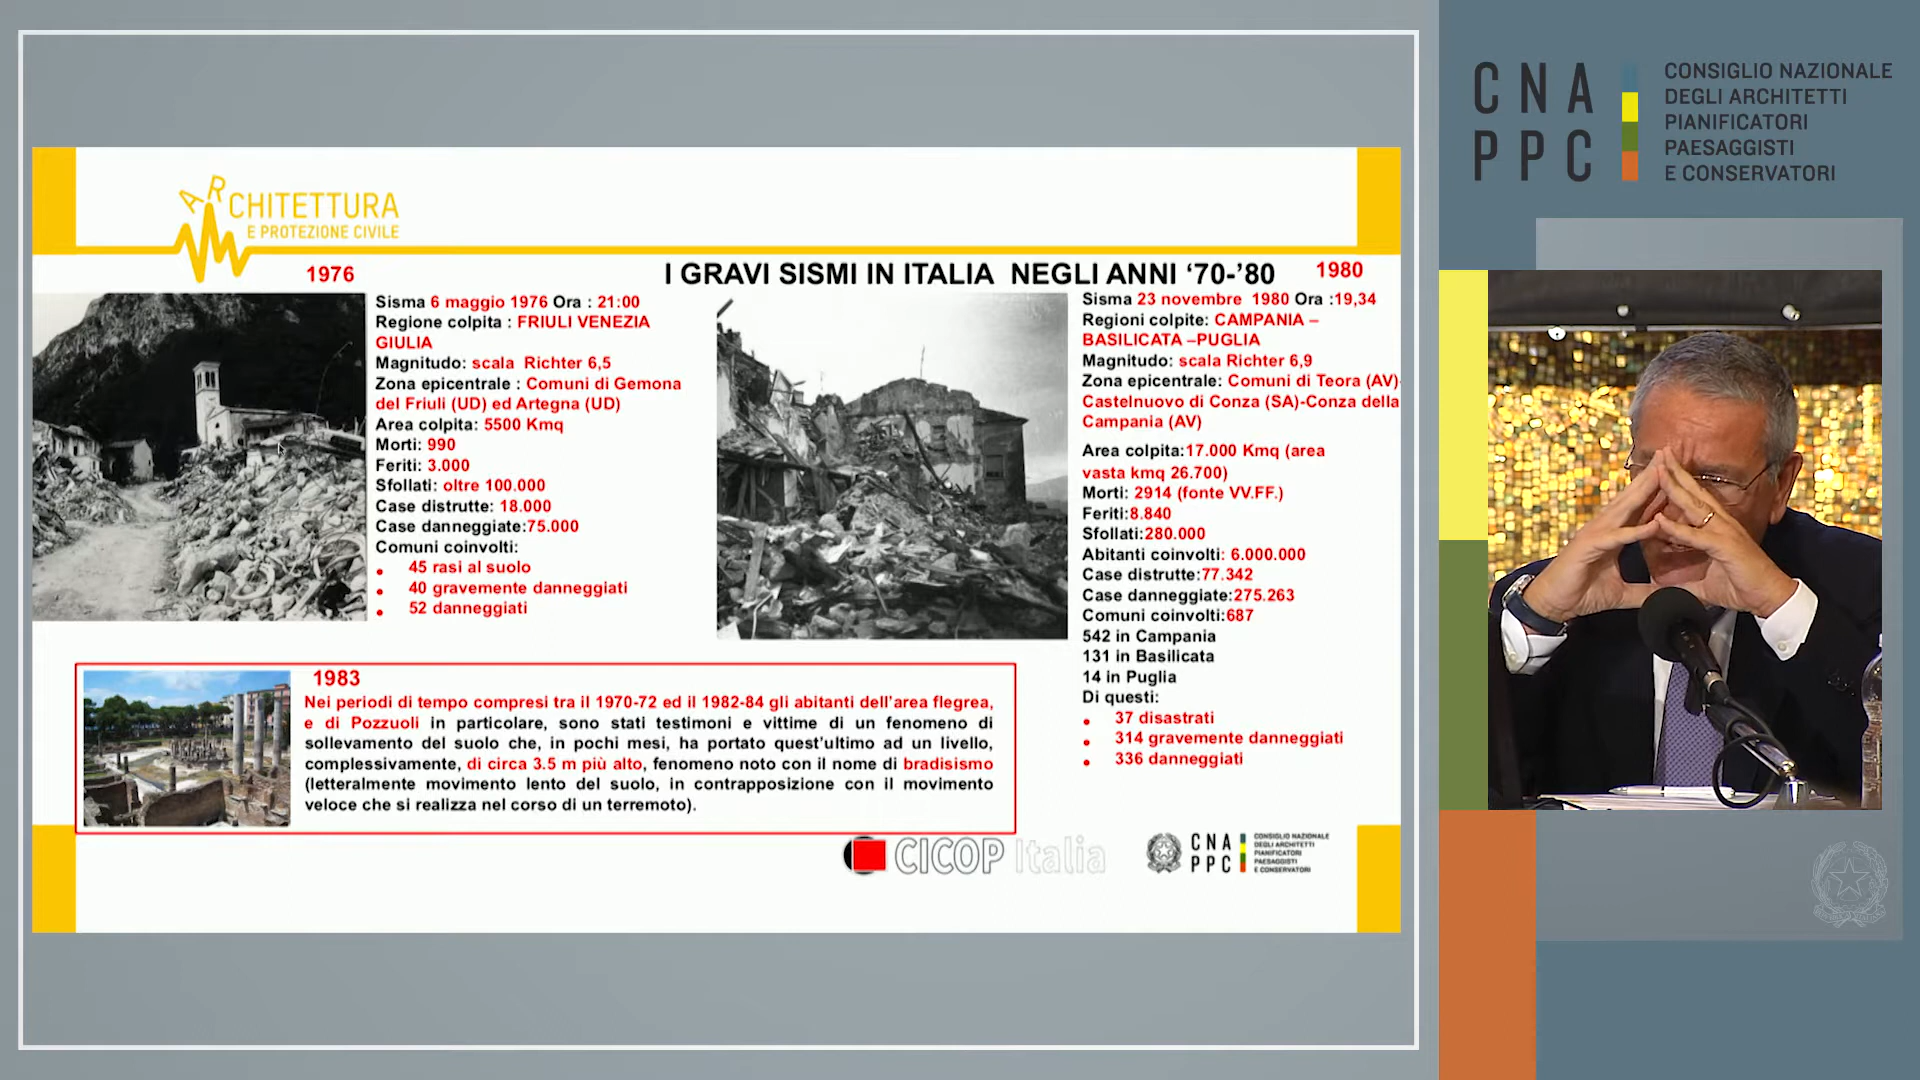 CNA
PPC
CONSIGLIO NAZIONALE
DEGLI ARCHITETTI
PIANIFICATORI
PAESAGGISTI
E CONSERVATORI
ARCHITETTURA
E PROTEZIONE CIVILE
I GRAVI SISMI IN ITALIA NEGLI ANNI ‘70-’80
1976
Sisma 6 maggio 1976 Ora : 21:00
Regione colpita : FRIULI VENEZIA
GIULIA
Magnitudo: scala Richter 6,5
Zona epicentrale : Comuni di Gemona
del Friuli (UD) ed Artegna (UD)
Area colpita: 5500 Kmq
Morti: 990
Feriti: 3.000
Sfollati: oltre 100.000
Case distrutte: 18.000
Case danneggiate:75.000
Comuni coinvolti:
• 45 rasi al suolo
• 40 gravemente danneggiati
• 52 danneggiati
1980
Sisma 23 novembre 1980 Ora :19,34
Regioni colpite: CAMPANIA –
BASILICATA –PUGLIA
Magnitudo: scala Richter 6,9
Zona epicentrale: Comuni di Teora (AV)-
Castelnuovo di Conza (SA)-Conza della
Campania (AV)
Area colpita:17.000 Kmq (area
vasta kmq 26.700)
Morti: 2914 (fonte VV.FF.)
Feriti:8.840
Sfollati:280.000
Abitanti coinvolti: 6.000.000
Case distrutte:77.342
Case danneggiate:275.263
Comuni coinvolti:687
542 in Campania
131 in Basilicata
14 in Puglia
Di questi:
• 37 disastrati
• 314 gravemente danneggiati
• 336 danneggiati
1983
Nei periodi di tempo compresi tra il 1970-72 ed il 1982-84 gli abitanti dell’area flegrea,
e di Pozzuoli in particolare, sono stati testimoni e vittime di un fenomeno di
sollevamento del suolo che, in pochi mesi, ha portato quest’ultimo ad un livello,
complessivamente, di circa 3.5 m più alto, fenomeno noto con il nome di bradisismo
(letteralmente movimento lento del suolo, in contrapposizione con il movimento
veloce che si realizza nel corso di un terremoto).
CICOP Italia
CNA
PPC
CONSIGLIO NAZIONALE
DEGLI ARCHITETTI
PIANIFICATORI
PAESAGGISTI
E CONSERVATORI